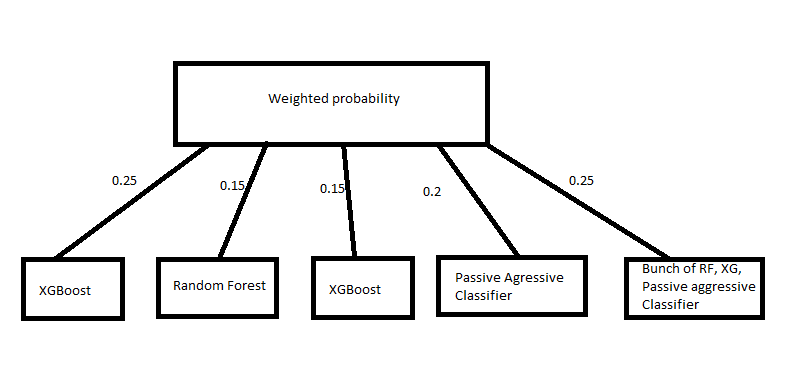 Weighted probability
0.25
0.15
0.15
0.2
0.25
XGBoost
Random Forest
XGBoost
Passive Agressive
Classifier
Bunch of RF, XG,
Passive aggressive
Classifier